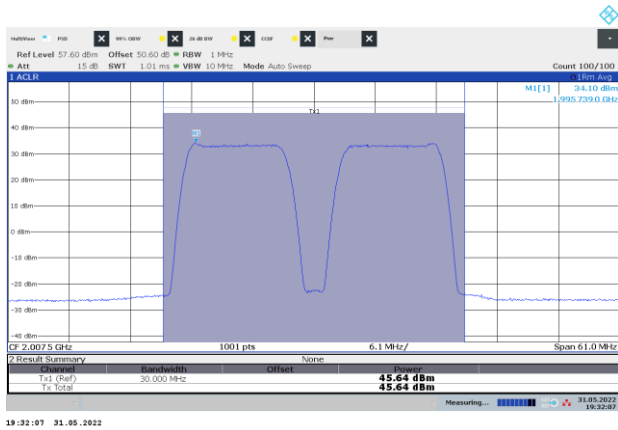 MultiView PSD X 99% OBW X 26 dB BW X CCDF X Pwr X
Ref Level 57.60 dBm Offset 50.60 dB RBW 1 MHz
Att 15 dB SWT 1.01 ms VBW 10 MHz Mode Auto Sweep Count 100/100
1 ACLR 1Rm Avg
M1[1] 34.10 dBm
1.995 739 0 GHz
50 dBm
Tx1
40 dBm
M1
30 dBm
20 dBm
10 dBm
0 dBm
-10 dBm
-20 dBm
-30 dBm
-40 dBm
CF 2.0075 GHz 1001 pts 6.1 MHz/ Span 61.0 MHz
2 Result Summary None
Channel Bandwidth Offset Power
Tx1 (Ref) 30.000 MHz 45.64 dBm
Tx Total 45.64 dBm
Measuring... 31.05.2022
19:32:07
19:32:07 31.05.2022